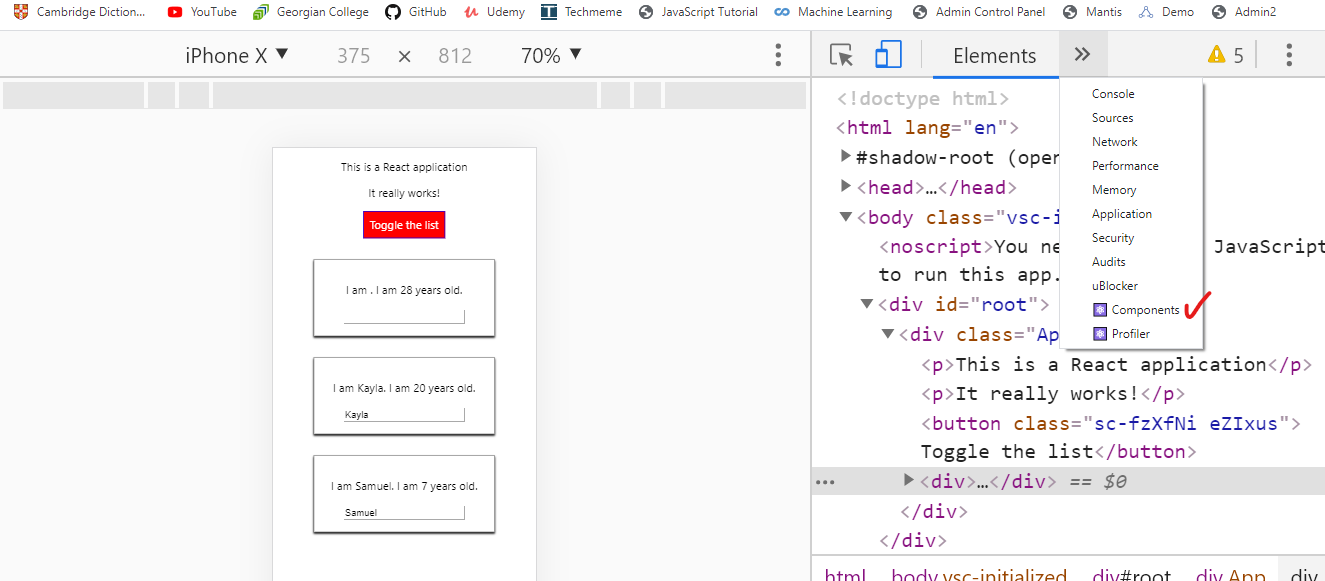 Cambridge Diction... YouTube Georgian College GitHub Udemy Techmeme JavaScript Tutorial Machine Learning Admin Control Panel Mantis Demo Admin2
iPhone X ▼ 375 × 812 70% ▼
Elements » 5
This is a React application
It really works!
Toggle the list
I am . I am 28 years old.
I am Kayla. I am 20 years old.
Kayla
I am Samuel. I am 7 years old.
Samuel
Console
Sources
Network
Performance
Memory
Application
Security
Audits
uBlocker
Components
Profiler
<!doctype html>
<html lang="en">
#shadow-root (open
<head>…</head>
<body class="vsc-i
<noscript>You ne JavaScript
to run this app.
<div id="root">
<div class="Ap
<p>This is a React application</p>
<p>It really works!</p>
<button class="sc-fzXfNi eZIxus">
Toggle the list</button>
... <div>…</div> == $0
</div>
</div>
html body.vsc-initialized div#root div.App div